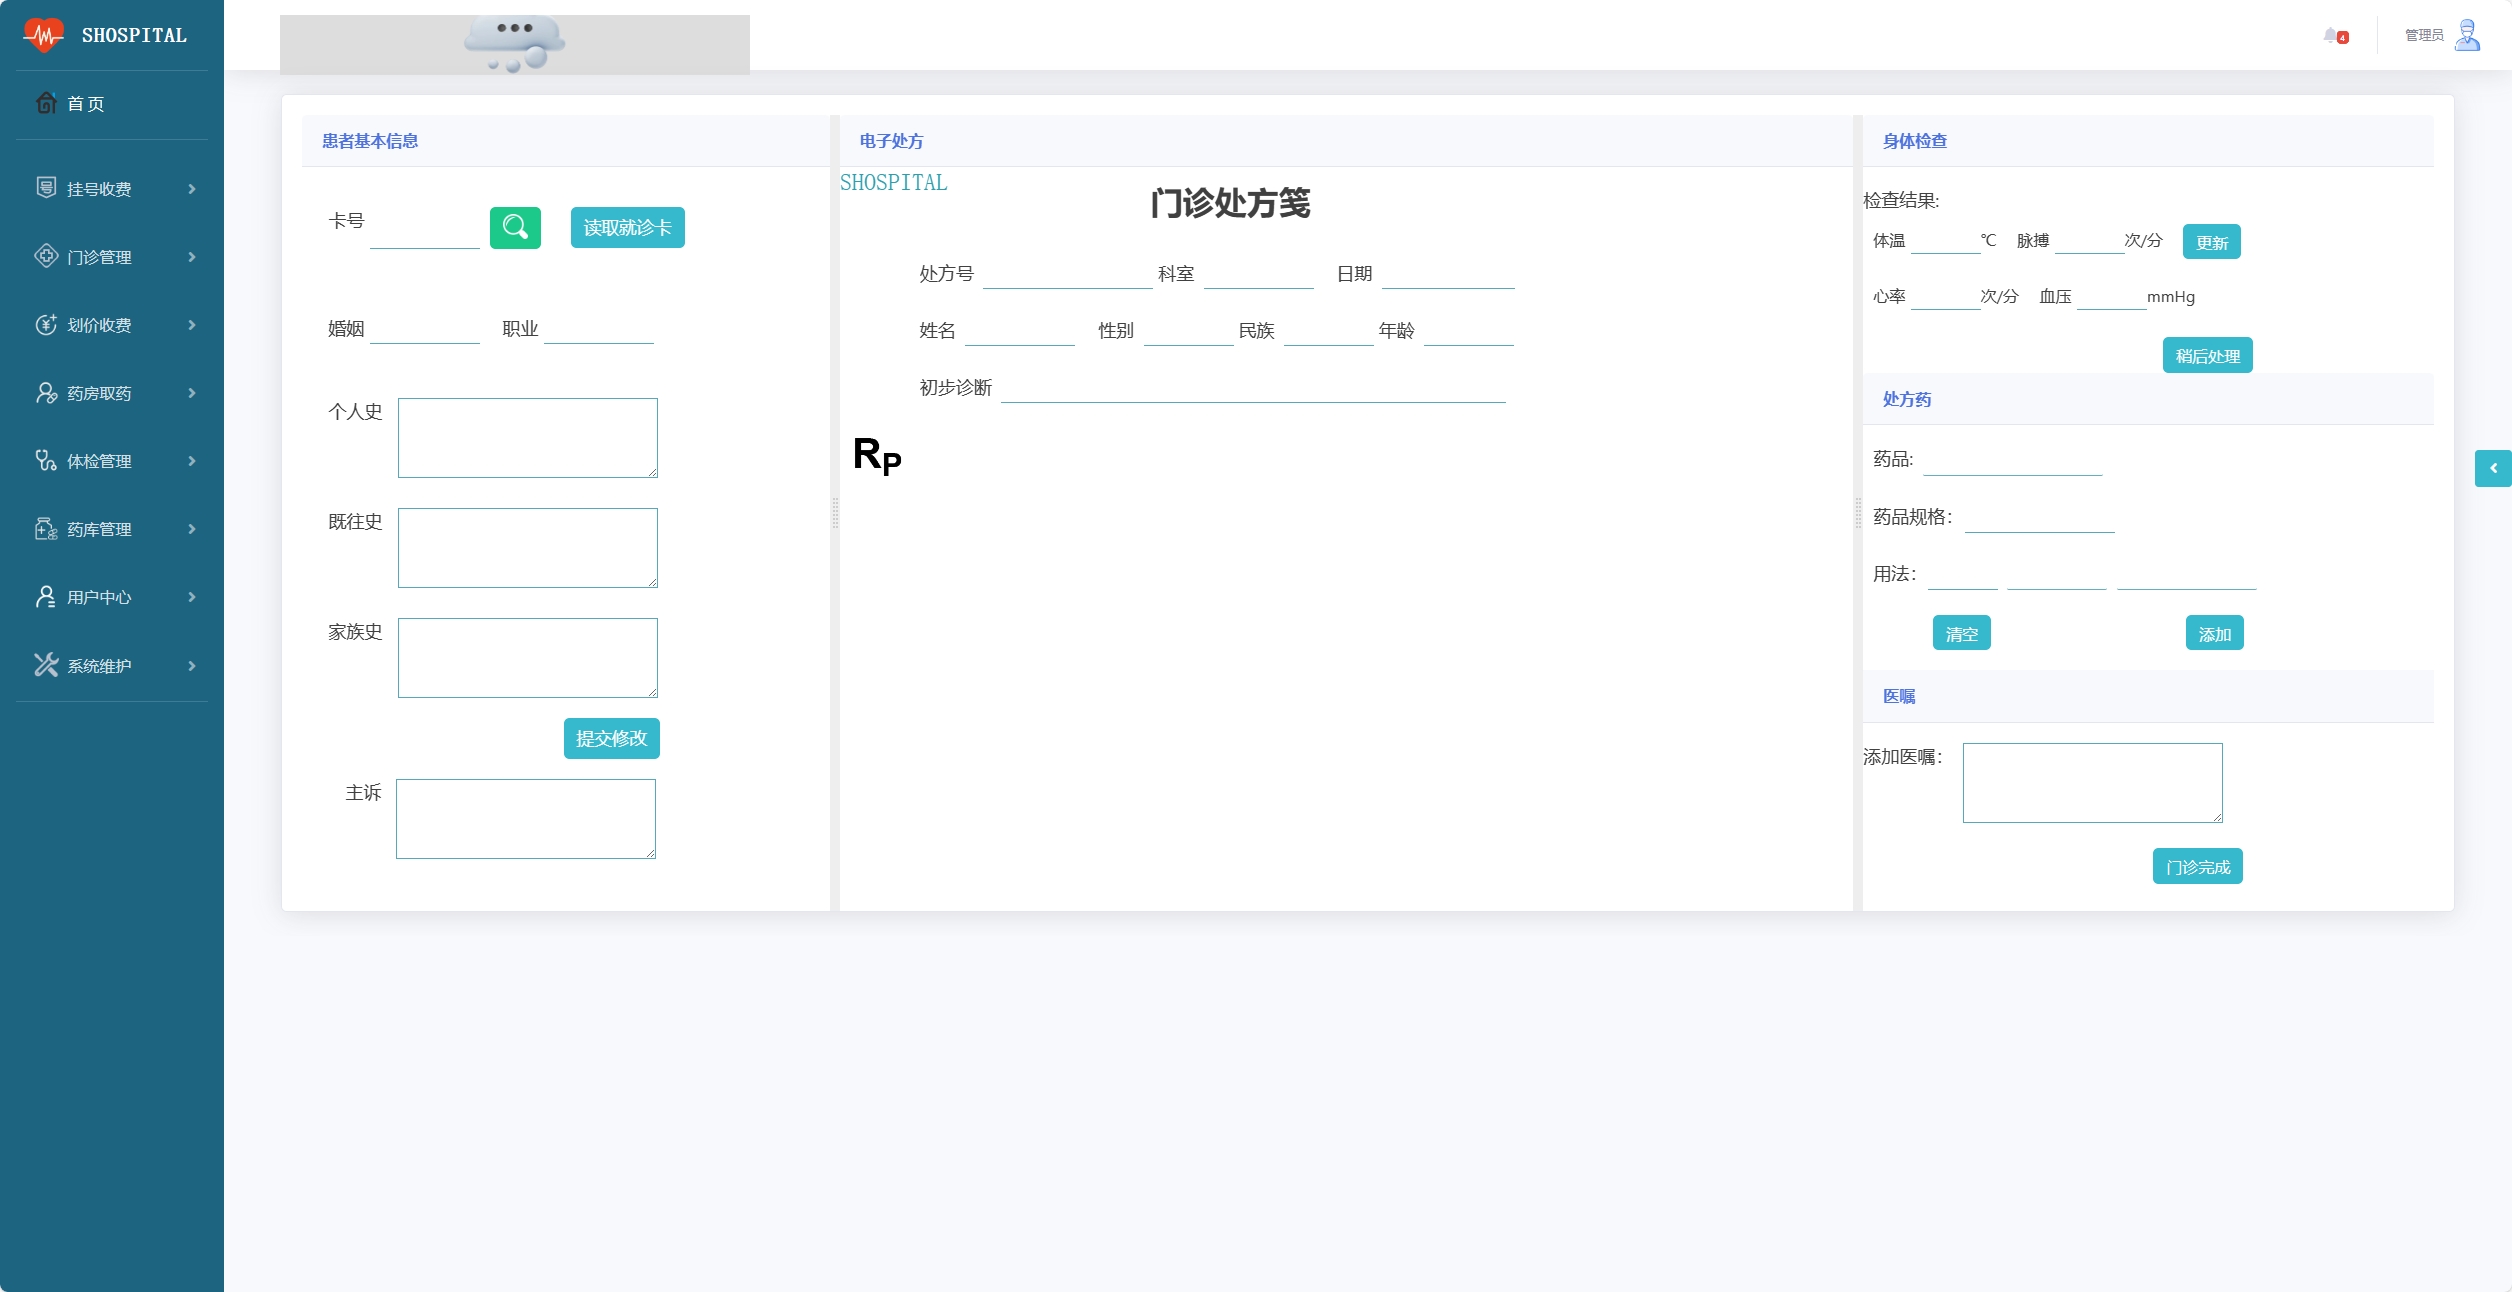 SHOSPITAL
首页
挂号收费
门诊管理
划价收费
药房取药
体检管理
药库管理
用户中心
系统维护
4
管理员
患者基本信息
卡号 读取就诊卡
婚姻 职业
个人史
既往史
家族史
提交修改
主诉
电子处方
SHOSPITAL
门诊处方笺
处方号 科室 日期
姓名 性别 民族 年龄
初步诊断
RP
身体检查
检查结果:
体温 ℃ 脉搏 次/分 更新
心率 次/分 血压 mmHg
稍后处理
处方药
药品:
药品规格：
用法：
清空 添加
医嘱
添加医嘱：
门诊完成